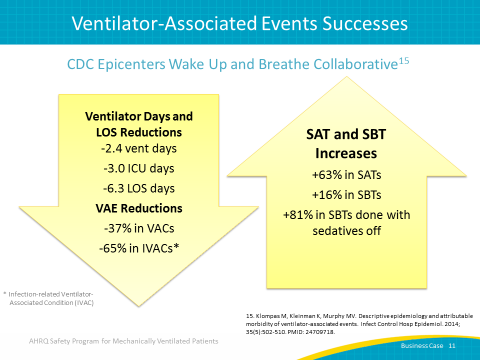 Ventilator-Associated Events Successes
CDC Epicenters Wake Up and Breathe Collaborative15
Ventilator Days and
LOS Reductions
-2.4 vent days
-3.0 ICU days
-6.3 LOS days
VAE Reductions
-37% in VACs
-65% in IVACs*
SAT and SBT
Increases
+63% in SATs
+16% in SBTs
+81% in SBTs done with
sedatives off
* Infection-related Ventilator-
Associated Condition (IVAC)
15. Klompas M, Kleinman K, Murphy MV. Descriptive epidemiology and attributable
morbidity of ventilator-associated events. Infect Control Hosp Epidemiol. 2014;
35(5):502-510. PMID: 24709718.
AHRQ Safety Program for Mechanically Ventilated Patients
Business Case 11